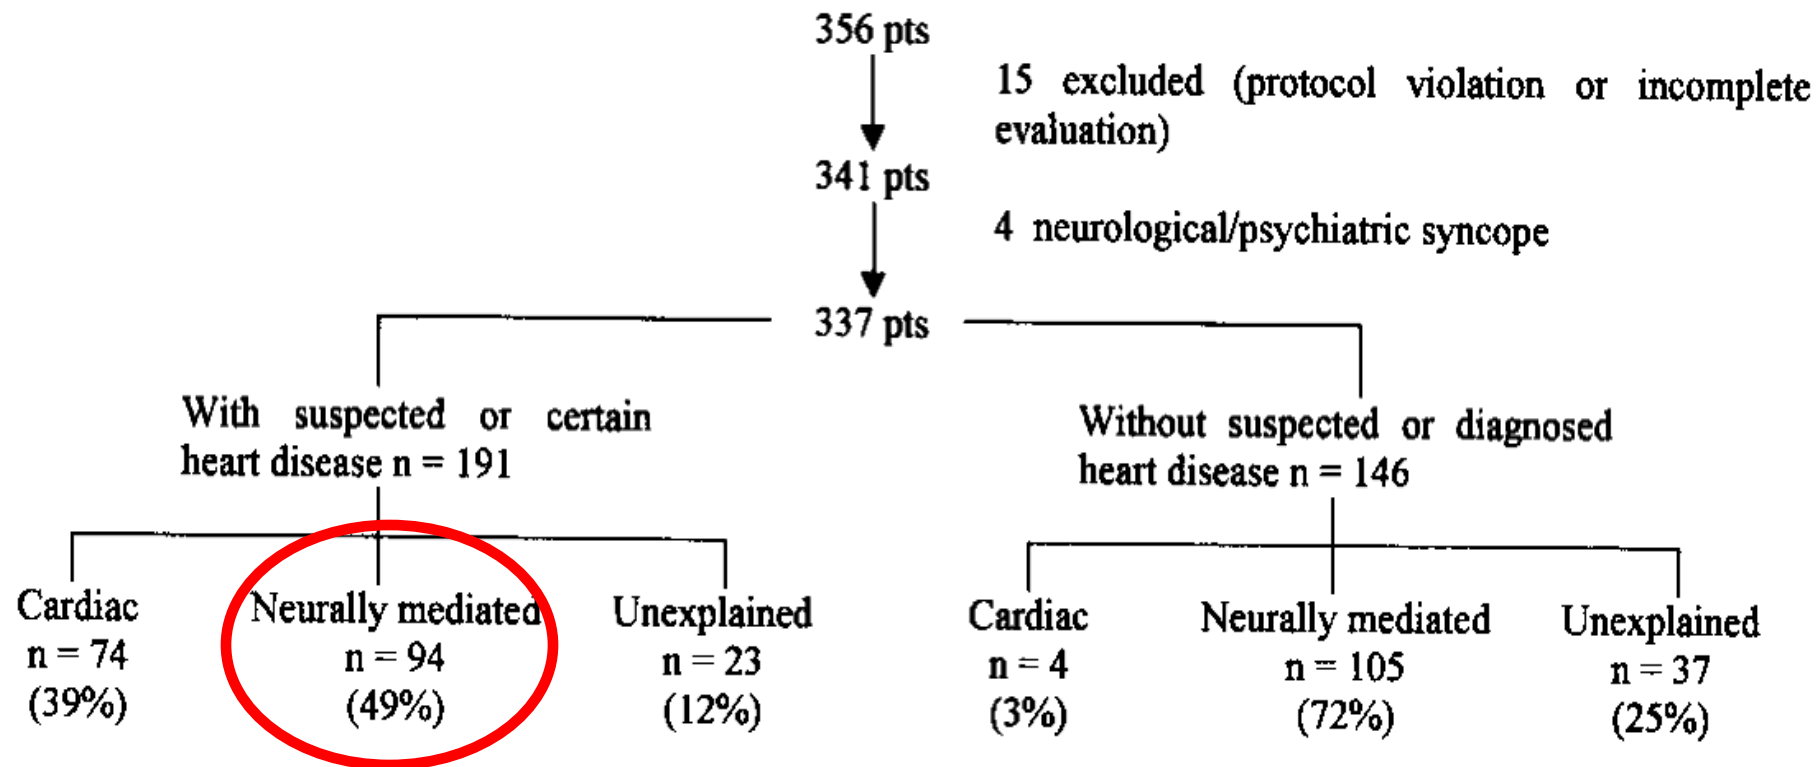 356 pts
15 excluded (protocol violation or incomplete
evaluation)
341 pts
4 neurological/psychiatric syncope
337 pts
With suspected or certain
heart disease n = 191
Without suspected or diagnosed
heart disease n = 146
Cardiac
n = 74
(39%)
Neurally mediated
n = 94
(49%)
Unexplained
n = 23
(12%)
Cardiac
n = 4
(3%)
Neurally mediated
n = 105
(72%)
Unexplained
n = 37
(25%)